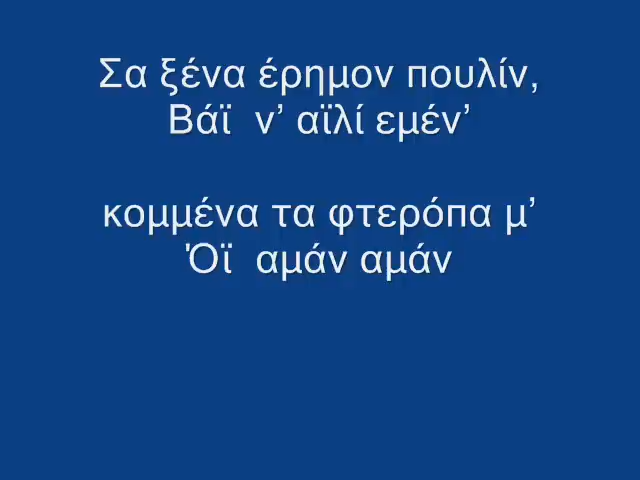 Σα ξένα έρημον πουλίν,
Βάϊ  ν’ αϊλί εμέν’
κομμένα τα φτερόπα μ’
Όϊ  αμάν αμάν